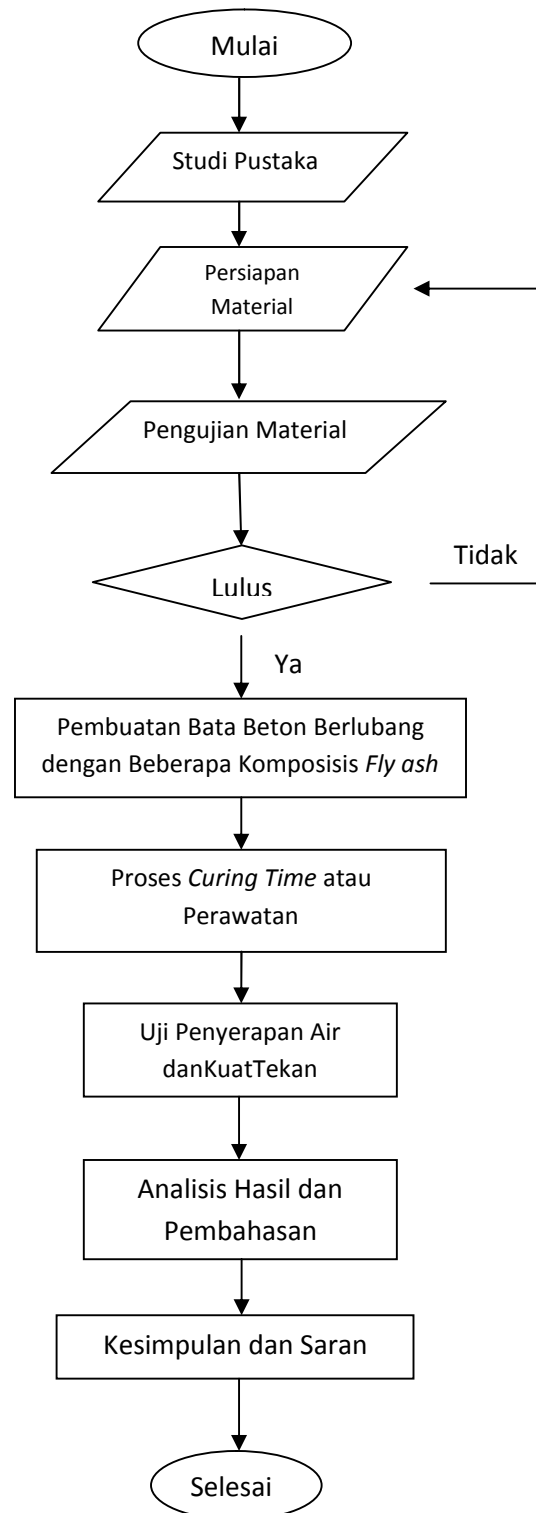 Mulai
Studi Pustaka
Persiapan
Material
Pengujian Material
Lulus
Tidak
Ya
Pembuatan Bata Beton Berlubang
dengan Beberapa Komposisis Fly ash
Proses Curing Time atau
Perawatan
Uji Penyerapan Air
danKuatTekan
Analisis Hasil dan
Pembahasan
Kesimpulan dan Saran
Selesai